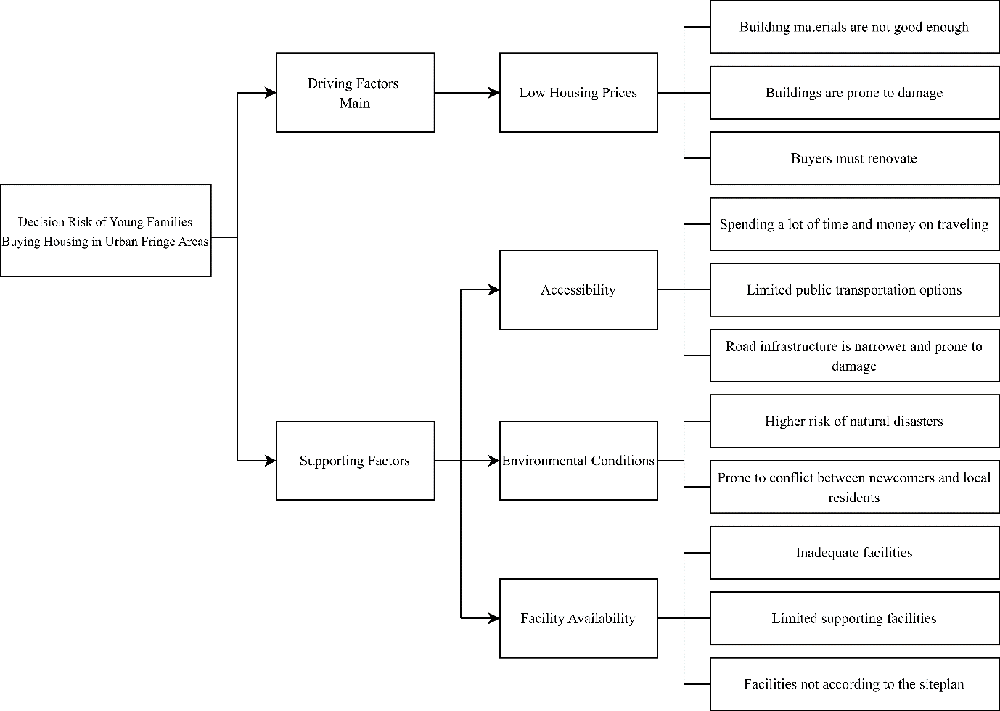 Decision Risk of Young Families
Buying Housing in Urban Fringe Areas
Driving Factors
Main
Low Housing Prices
Building materials are not good enough
Buildings are prone to damage
Buyers must renovate
Supporting Factors
Accessibility
Spending a lot of time and money on traveling
Limited public transportation options
Road infrastructure is narrower and prone to
damage
Environmental Conditions
Higher risk of natural disasters
Prone to conflict between newcomers and local
residents
Facility Availability
Inadequate facilities
Limited supporting facilities
Facilities not according to the siteplan